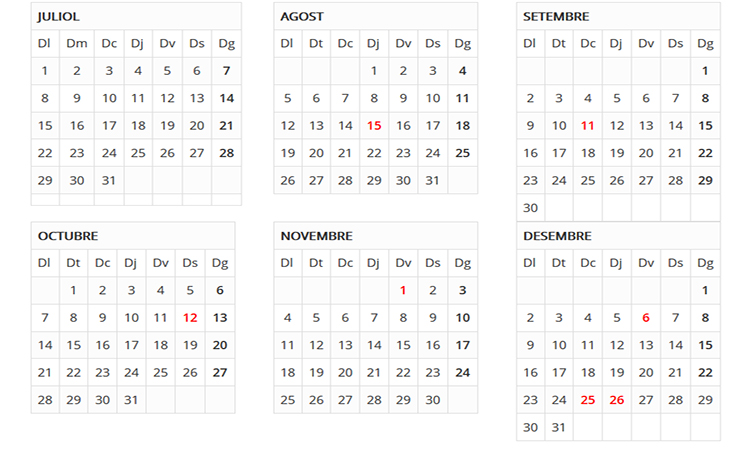 JULIOL
Dl Dm Dc Dj Dv Ds Dg
1 2 3 4 5 6 7
8 9 10 11 12 13 14
15 16 17 18 19 20 21
22 23 24 25 26 27 28
29 30 31
AGOST
Dl Dt Dc Dj Dv Ds Dg
1 2 3 4
5 6 7 8 9 10 11
12 13 14 15 16 17 18
19 20 21 22 23 24 25
26 27 28 29 30 31
SETEMBRE
Dl Dt Dc Dj Dv Ds Dg
1
2 3 4 5 6 7 8
9 10 11 12 13 14 15
16 17 18 19 20 21 22
23 24 25 26 27 28 29
30
OCTUBRE
Dl Dt Dc Dj Dv Ds Dg
1 2 3 4 5 6
7 8 9 10 11 12 13
14 15 16 17 18 19 20
21 22 23 24 25 26 27
28 29 30 31
NOVEMBRE
Dl Dt Dc Dj Dv Ds Dg
1 2 3
4 5 6 7 8 9 10
11 12 13 14 15 16 17
18 19 20 21 22 23 24
25 26 27 28 29 30
DESEMBRE
Dl Dt Dc Dj Dv Ds Dg
1
2 3 4 5 6 7 8
9 10 11 12 13 14 15
16 17 18 19 20 21 22
23 24 25 26 27 28 29
30 31